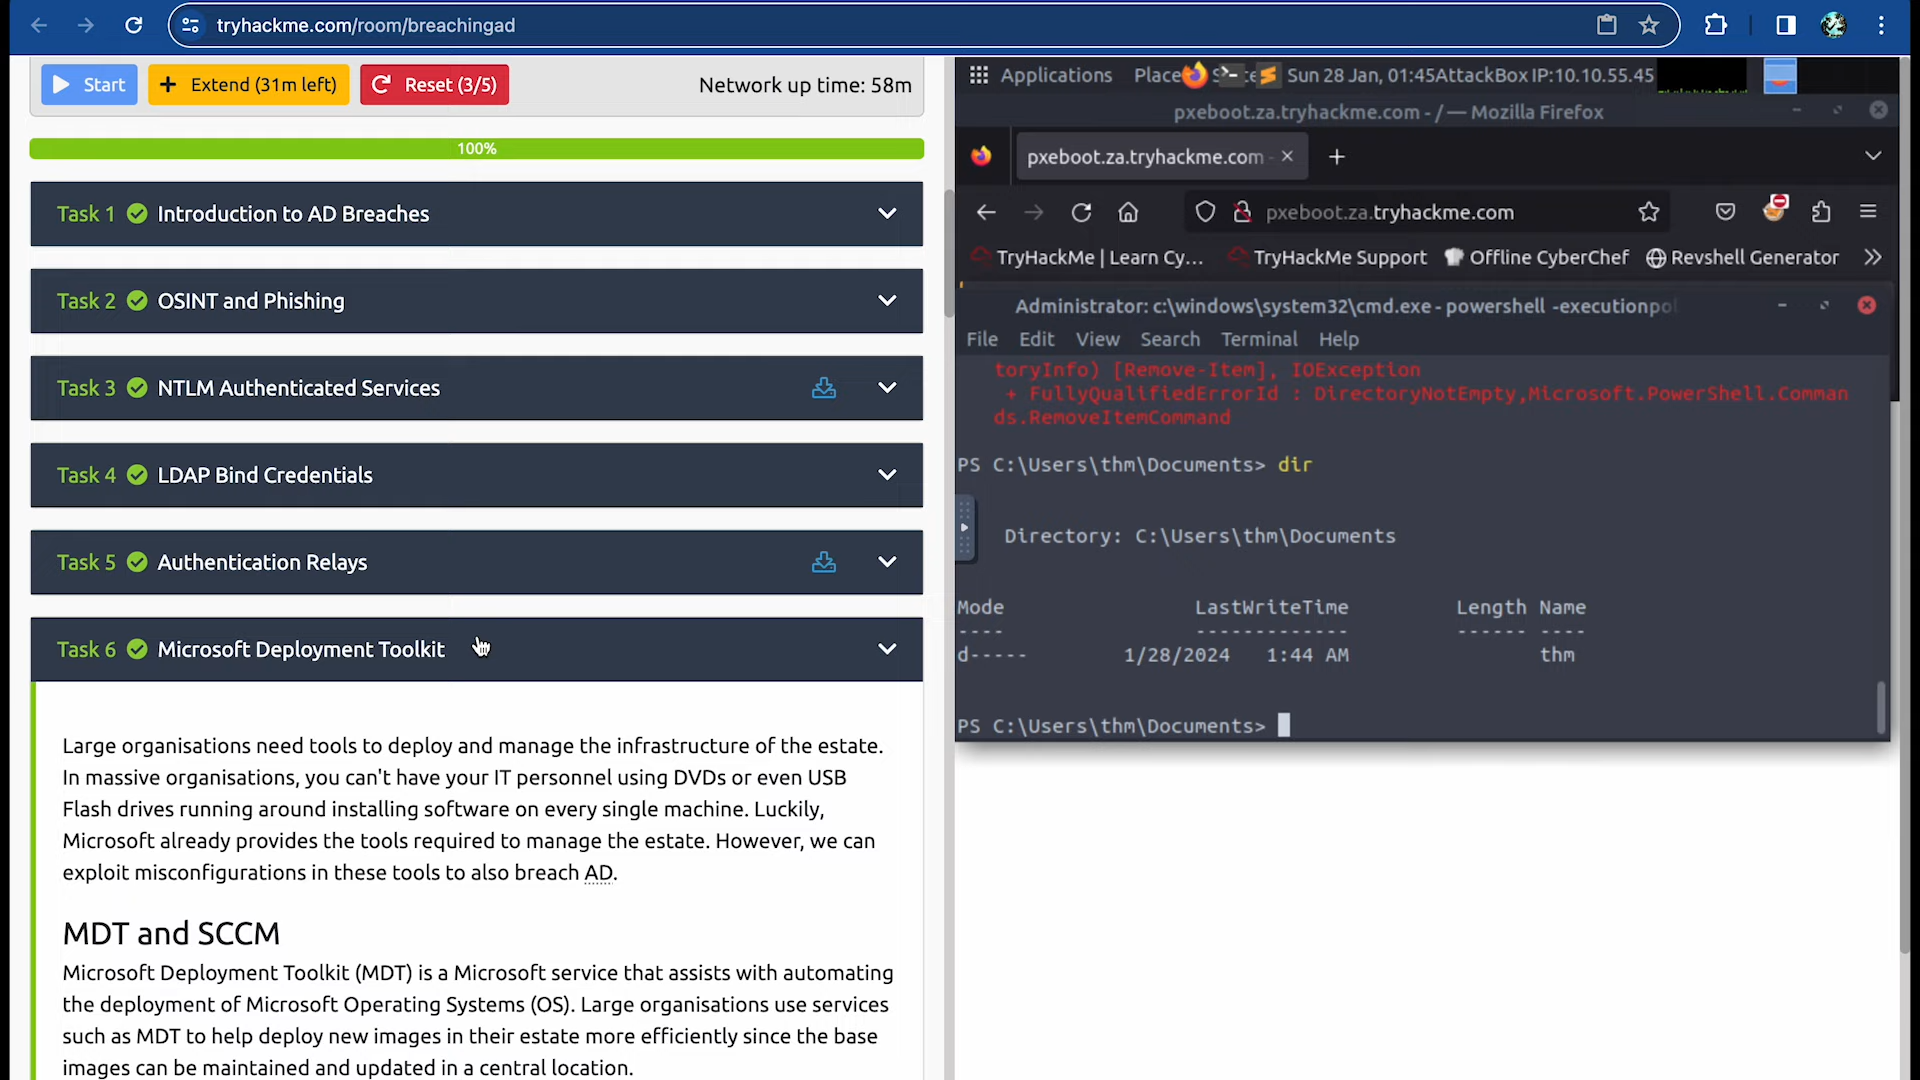 tryhackme.com/room/breachingad
Start
Extend (31m left)
Reset (3/5)
Network up time: 58m
100%
Task 1 Introduction to AD Breaches
Task 2 OSINT and Phishing
Task 3 NTLM Authenticated Services
Task 4 LDAP Bind Credentials
Task 5 Authentication Relays
Task 6 Microsoft Deployment Toolkit
Large organisations need tools to deploy and manage the infrastructure of the estate.
In massive organisations, you can't have your IT personnel using DVDs or even USB
Flash drives running around installing software on every single machine. Luckily,
Microsoft already provides the tools required to manage the estate. However, we can
exploit misconfigurations in these tools to also breach AD.
MDT and SCCM
Microsoft Deployment Toolkit (MDT) is a Microsoft service that assists with automating
the deployment of Microsoft Operating Systems (OS). Large organisations use services
such as MDT to help deploy new images in their estate more efficiently since the base
images can be maintained and updated in a central location.
Applications Place Sun 28 Jan, 01:45 AttackBox IP:10.10.55.45
pxeboot.za.tryhackme.com - / — Mozilla Firefox
pxeboot.za.tryhackme.com -
pxeboot.za.tryhackme.com
TryHackMe | Learn Cy... TryHackMe Support Offline CyberChef Revshell Generator
Administrator: c:\windows\system32\cmd.exe - powershell -executionpol
File Edit View Search Terminal Help
toryInfo) [Remove-Item], IOException
+ FullyQualifiedErrorId : DirectoryNotEmpty,Microsoft.PowerShell.Comman
ds.RemoveItemCommand
PS C:\Users\thm\Documents> dir
Directory: C:\Users\thm\Documents
Mode LastWriteTime Length Name
---- ------------- ------ ----
d----- 1/28/2024 1:44 AM thm
PS C:\Users\thm\Documents>